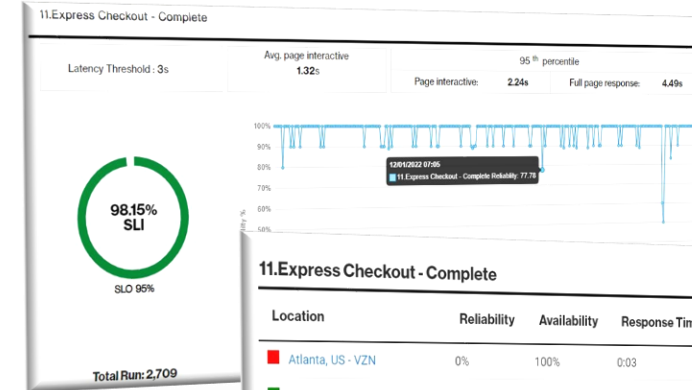 11.Express Checkout - Complete
Latency Threshold : 3s
Avg. page interactive
1.32s
95 th percentile
Page interactive: 2.24s Full page response: 4.49s
100%
90%
80%
70%
60%
50%
12/01/2022 07:05
11.Express Checkout - Complete Reliability: 77.78
98.15%
SLI
SLO 95%
Total Run: 2,709
11.Express Checkout - Complete
Location Reliability Availability Response Tim
Atlanta, US - VZN 0% 100% 0:03